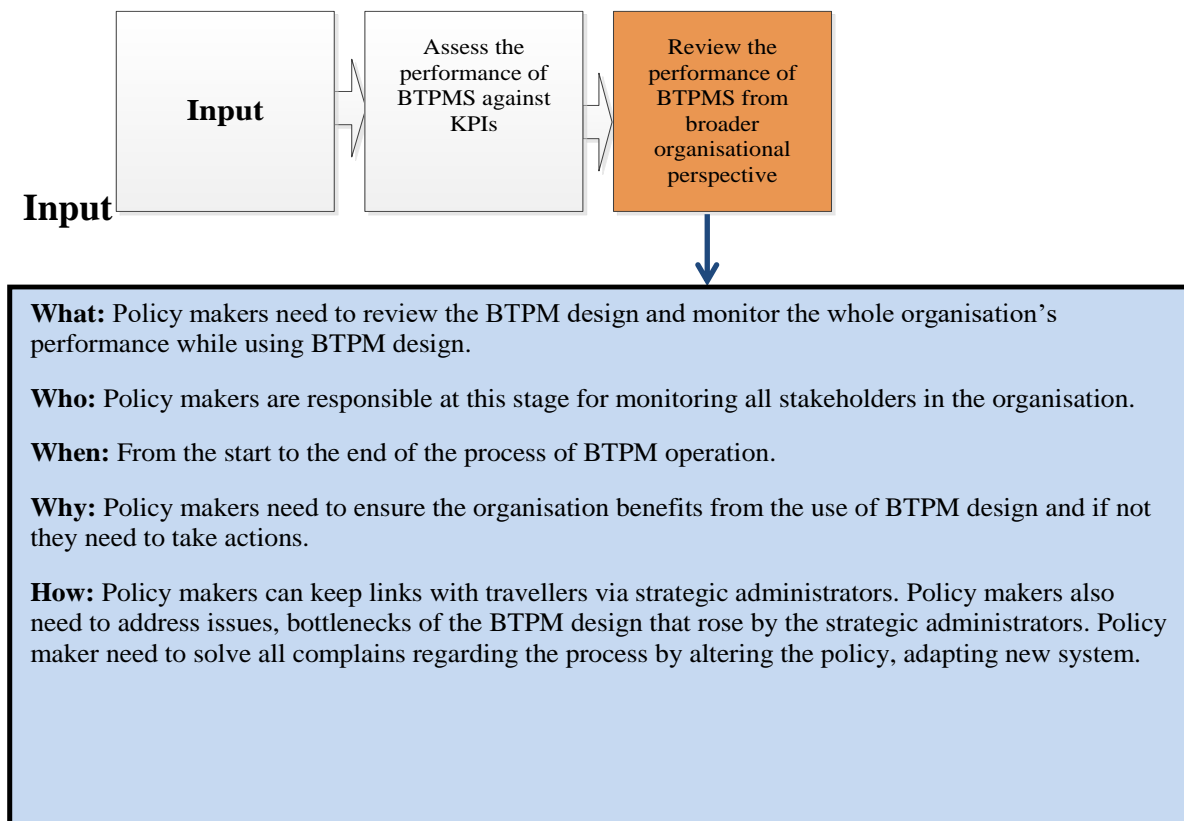 Input
Assess the
performance of
BTPMS against
KPIs
Review the
performance of
BTPMS from
broader
organisational
perspective
Input
What: Policy makers need to review the BTPM design and monitor the whole organisation’s
performance while using BTPM design.
Who: Policy makers are responsible at this stage for monitoring all stakeholders in the organisation.
When: From the start to the end of the process of BTPM operation.
Why: Policy makers need to ensure the organisation benefits from the use of BTPM design and if not
they need to take actions.
How: Policy makers can keep links with travellers via strategic administrators. Policy makers also
need to address issues, bottlenecks of the BTPM design that rose by the strategic administrators. Policy
maker need to solve all complains regarding the process by altering the policy, adapting new system.